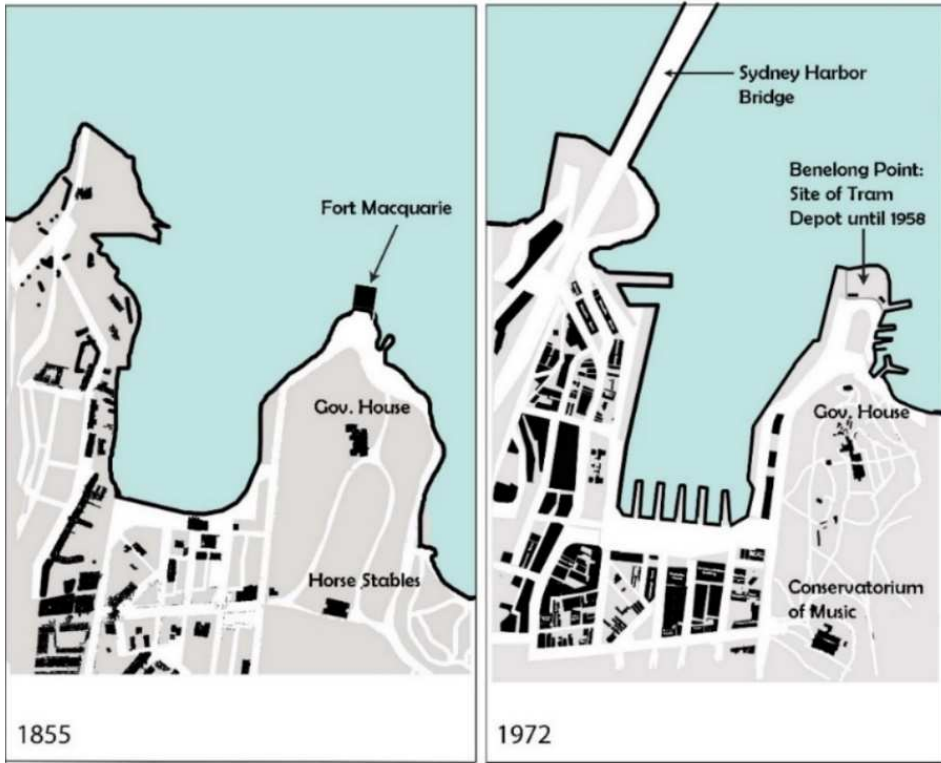 Fort Macquarie
Gov. House
Horse Stables
1855
Sydney Harbor
Bridge
Benelong Point:
Site of Tram
Depot until 1958
Gov. House
Conservatorium
of Music
1972